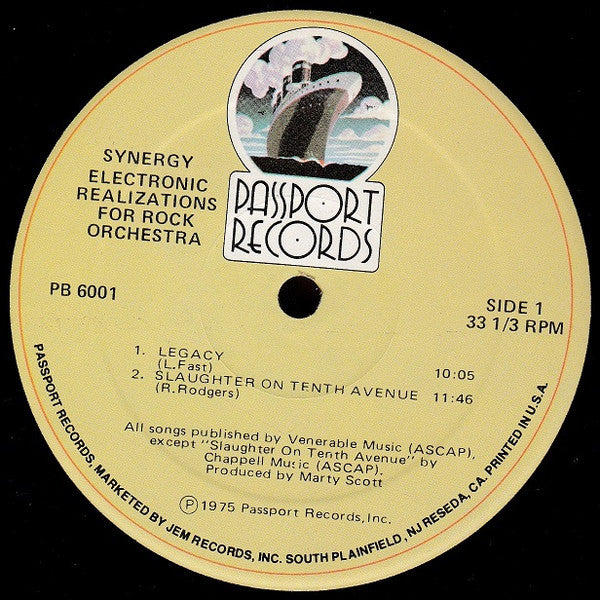 PASSPORT
RECORDS
SYNERGY
ELECTRONIC
REALIZATIONS
FOR ROCK
ORCHESTRA
PB 6001
SIDE 1
33 1/3 RPM
1. LEGACY 10:05
(L.Fast)
2. SLAUGHTER ON TENTH AVENUE 11:46
(R.Rodgers)
All songs published by Venerable Music (ASCAP),
except "Slaughter On Tenth Avenue" by
Chappell Music (ASCAP).
Produced by Marty Scott
Ⓟ 1975 Passport Records, Inc.
PASSPORT RECORDS, MARKETED BY JEM RECORDS, INC. SOUTH PLAINFIELD, NJ RESEDA, CA. PRINTED IN U.S.A.